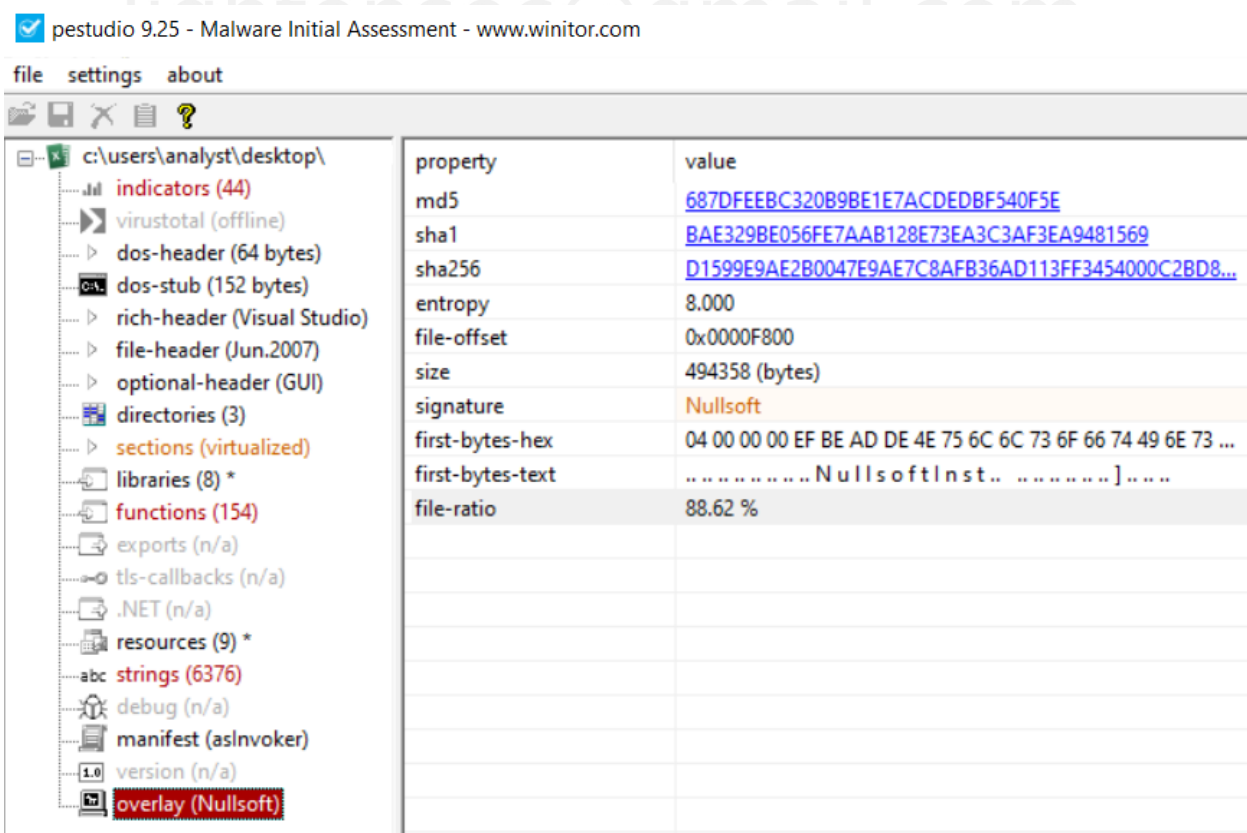 pestudio 9.25 - Malware Initial Assessment - www.winitor.com
file settings about
c:\users\analyst\desktop\
indicators (44)
virustotal (offline)
dos-header (64 bytes)
dos-stub (152 bytes)
rich-header (Visual Studio)
file-header (Jun.2007)
optional-header (GUI)
directories (3)
sections (virtualized)
libraries (8) *
functions (154)
exports (n/a)
tls-callbacks (n/a)
.NET (n/a)
resources (9) *
abc strings (6376)
debug (n/a)
manifest (asInvoker)
1.0 version (n/a)
overlay (Nullsoft)
property value
md5 687DFEEBC320B9BE1E7ACDEDBF540F5E
sha1 BAE329BE056FE7AAB128E73EA3C3AF3EA9481569
sha256 D1599E9AE2B0047E9AE7C8AFB36AD113FF3454000C2BD8...
entropy 8.000
file-offset 0x0000F800
size 494358 (bytes)
signature Nullsoft
first-bytes-hex 04 00 00 00 EF BE AD DE 4E 75 6C 6C 73 6F 66 74 49 6E 73 ...
first-bytes-text .. .. .. .. .. .. .. .. N u l l s o f t I n s t .. .. .. .. .. .. .. ] .. .. ..
file-ratio 88.62 %